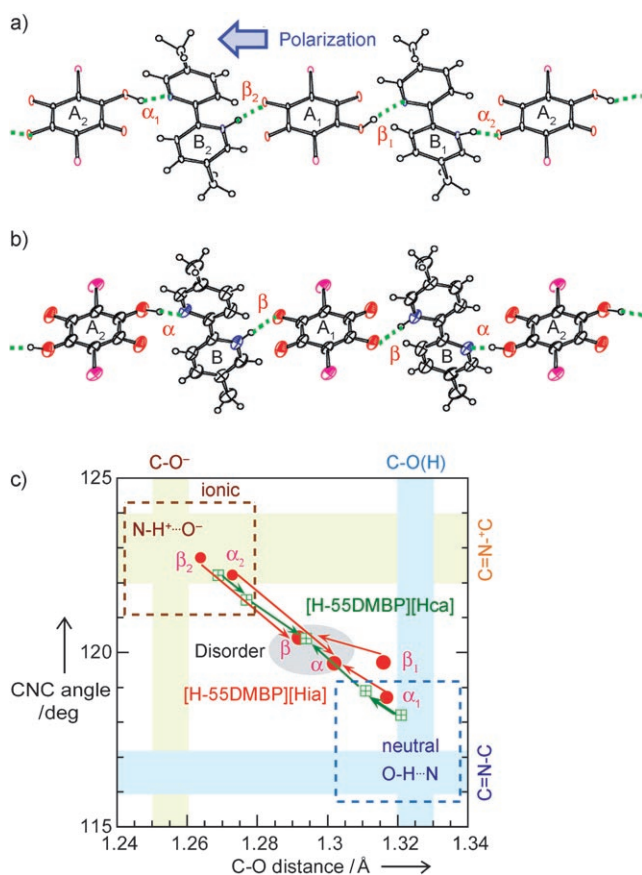 a)
Polarization
A₂
α₁
B₂
β₂
A₁
β₁
B₁
α₂
A₂
b)
A₂
α
B
β
A₁
β
B
α
A₂
c)
C-O⁻
C-O(H)
125
ionic
N-H⁺···O⁻
β₂
α₂
C=N-⁺C
[H-55DMBP][Hca]
CNC angle
/deg
120
Disorder
β
α
β₁
[H-55DMBP][Hia]
α₁
neutral
O-H···N
C=N-C
115
1.24
1.26
1.28
1.3
1.32
1.34
C-O distance / Å